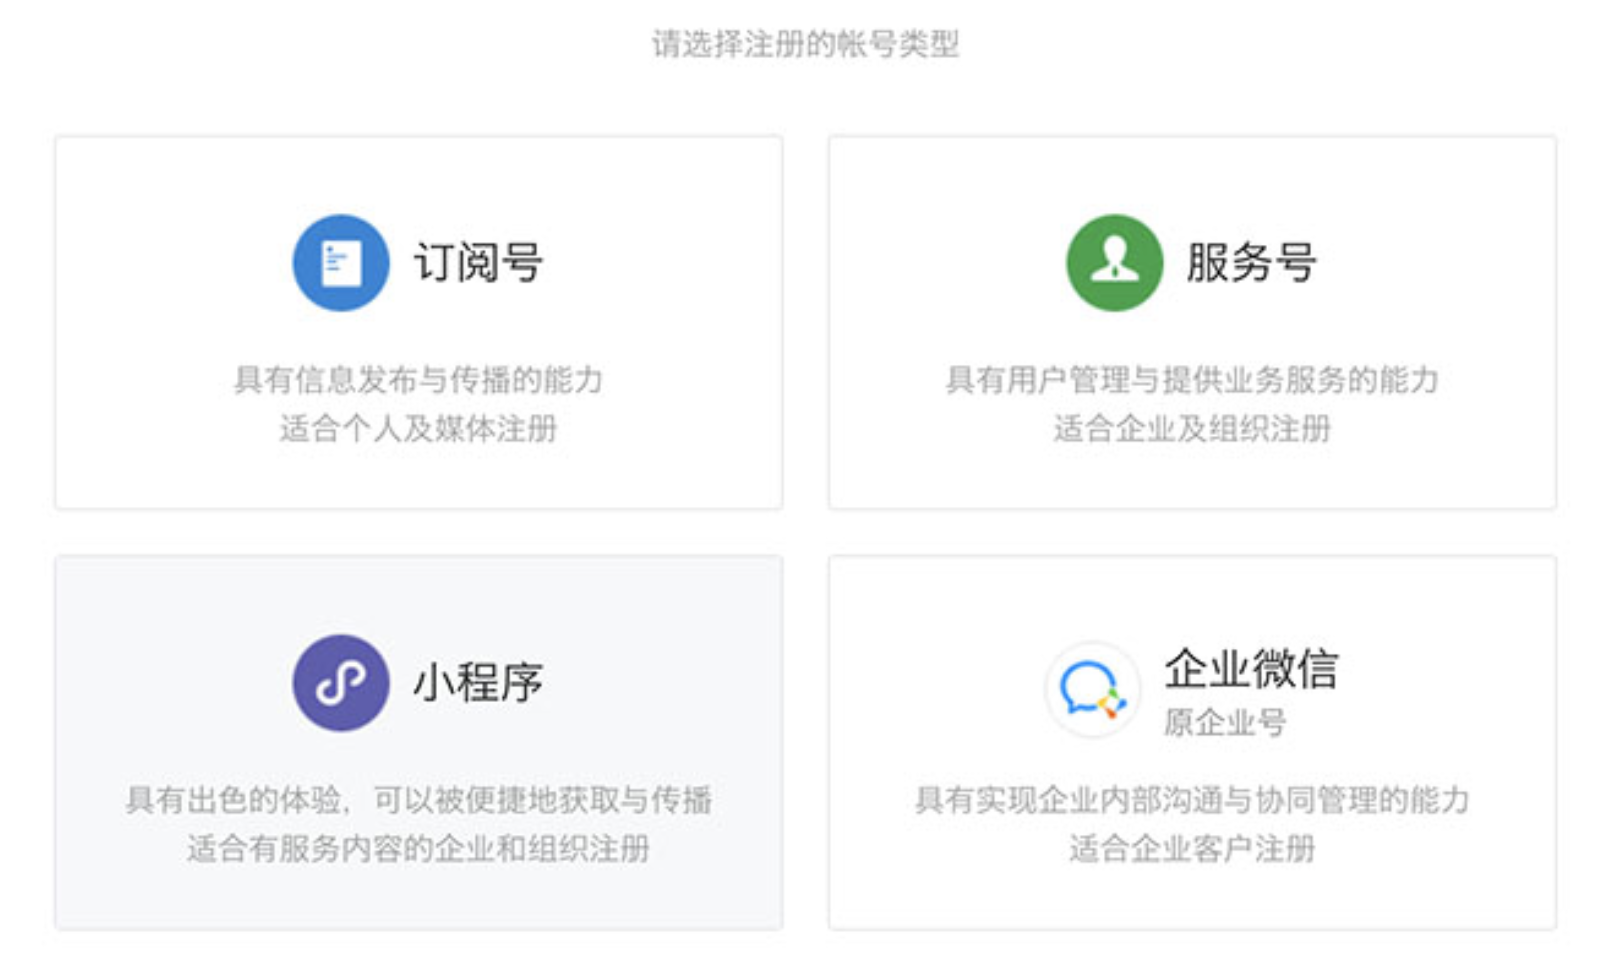 请选择注册的帐号类型
订阅号
具有信息发布与传播的能力
适合个人及媒体注册
服务号
具有用户管理与提供业务服务的能力
适合企业及组织注册
小程序
具有出色的体验，可以被便捷地获取与传播
适合有服务内容的企业和组织注册
企业微信
原企业号
具有实现企业内部沟通与协同管理的能力
适合企业客户注册